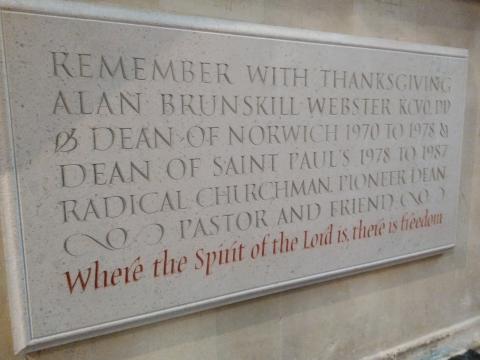 REMEMBER WITH THANKSGIVING
ALAN BRUNSKILL WEBSTER KCVO, DD
DEAN OF NORWICH 1970 TO 1978 &
DEAN OF SAINT PAUL'S 1978 TO 1987
RADICAL CHURCHMAN, PIONEER DEAN
PASTOR AND FRIEND
Where the Spirit of the Lord is, there is freedom